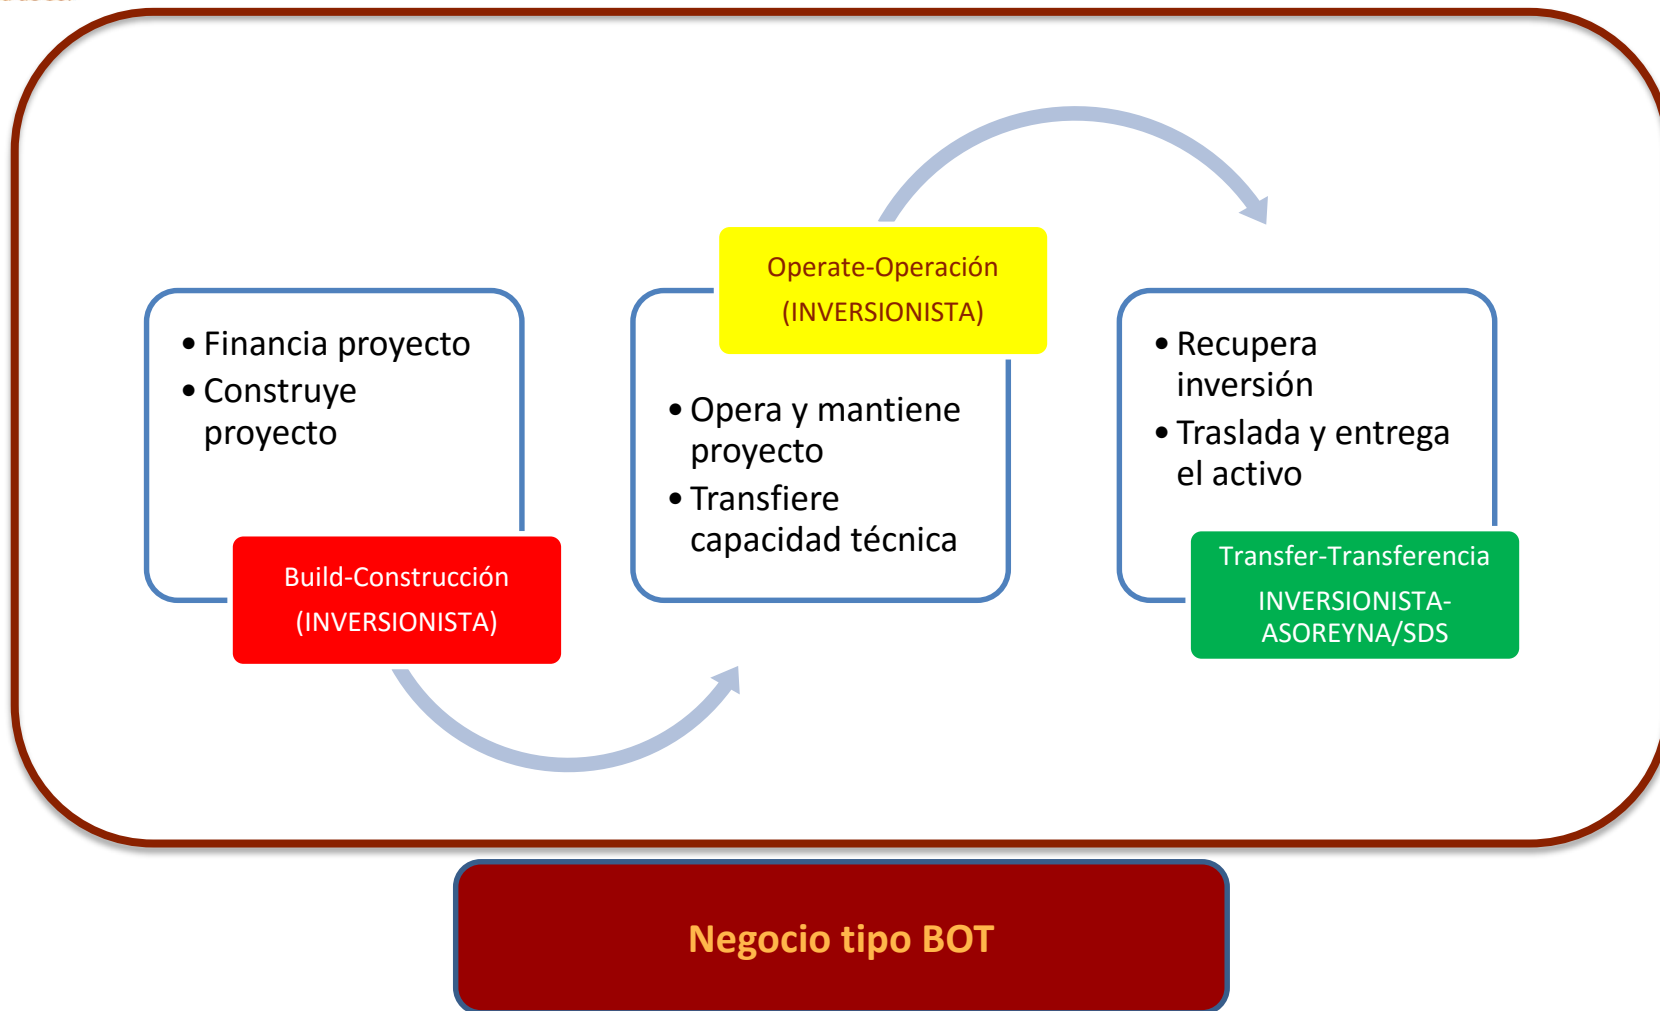 • Financia proyecto
• Construye
proyecto
Build-Construcción
(INVERSIONISTA)
Operate-Operación
(INVERSIONISTA)
• Opera y mantiene
proyecto
• Transfiere
capacidad técnica
• Recupera
inversión
• Traslada y entrega
el activo
Transfer-Transferencia
INVERSIONISTA-
ASOREYNA/SDS
Negocio tipo BOT